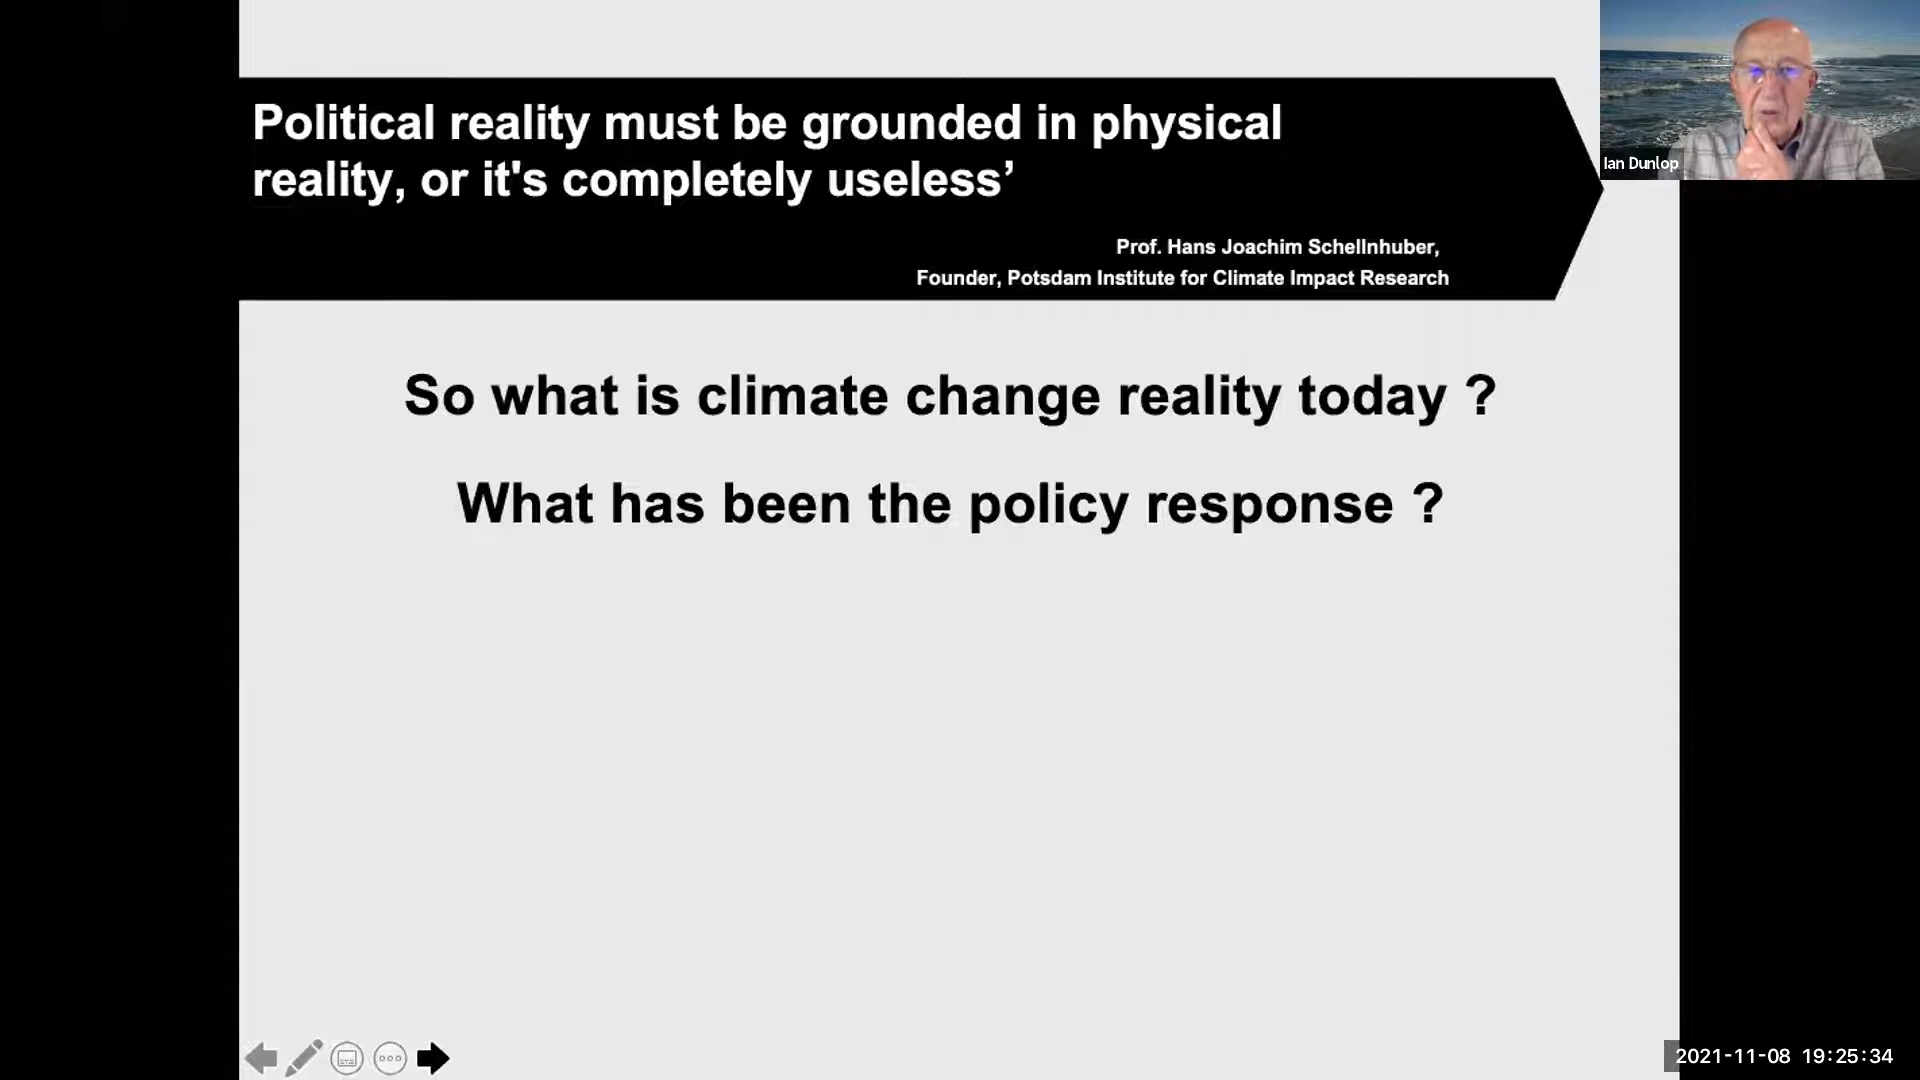 Political reality must be grounded in physical
reality, or it's completely useless’
Prof. Hans Joachim Schellnhuber,
Founder, Potsdam Institute for Climate Impact Research
Ian Dunlop
So what is climate change reality today ?
What has been the policy response ?
2021-11-08 19:25:34